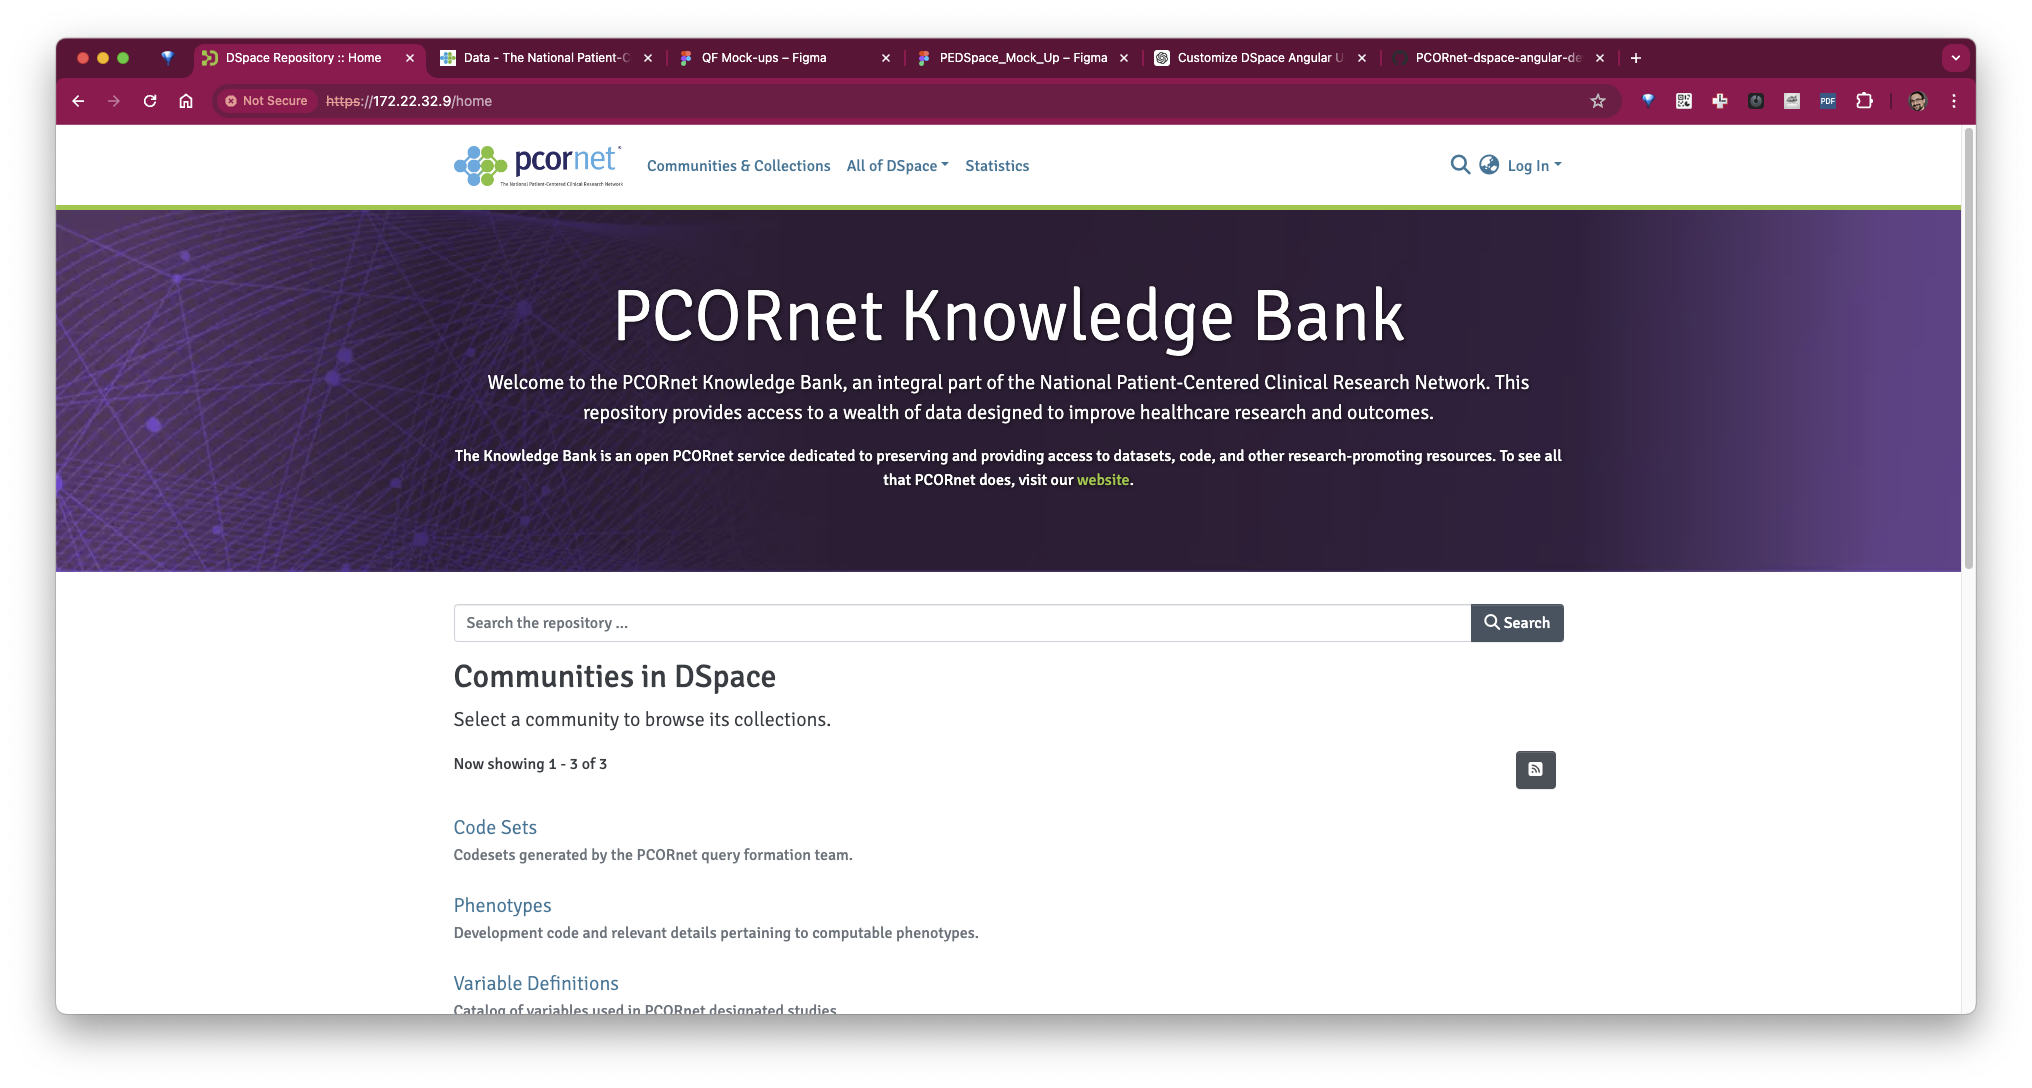 DSpace Repository :: Home
Data - The National Patient-C
QF Mock-ups – Figma
PEDSpace_Mock_Up – Figma
Customize DSpace Angular U
PCORnet-dspace-angular-de
Not Secure https://172.22.32.9/home
PDF
pcornet
The National Patient-Centered Clinical Research Network
Communities & Collections All of DSpace Statistics Log In
PCORnet Knowledge Bank
Welcome to the PCORnet Knowledge Bank, an integral part of the National Patient-Centered Clinical Research Network. This
repository provides access to a wealth of data designed to improve healthcare research and outcomes.
The Knowledge Bank is an open PCORnet service dedicated to preserving and providing access to datasets, code, and other research-promoting resources. To see all
that PCORnet does, visit our website.
Search the repository ... Search
Communities in DSpace
Select a community to browse its collections.
Now showing 1 - 3 of 3
Code Sets
Codesets generated by the PCORnet query formation team.
Phenotypes
Development code and relevant details pertaining to computable phenotypes.
Variable Definitions
Catalog of variables used in PCORnet designated studies